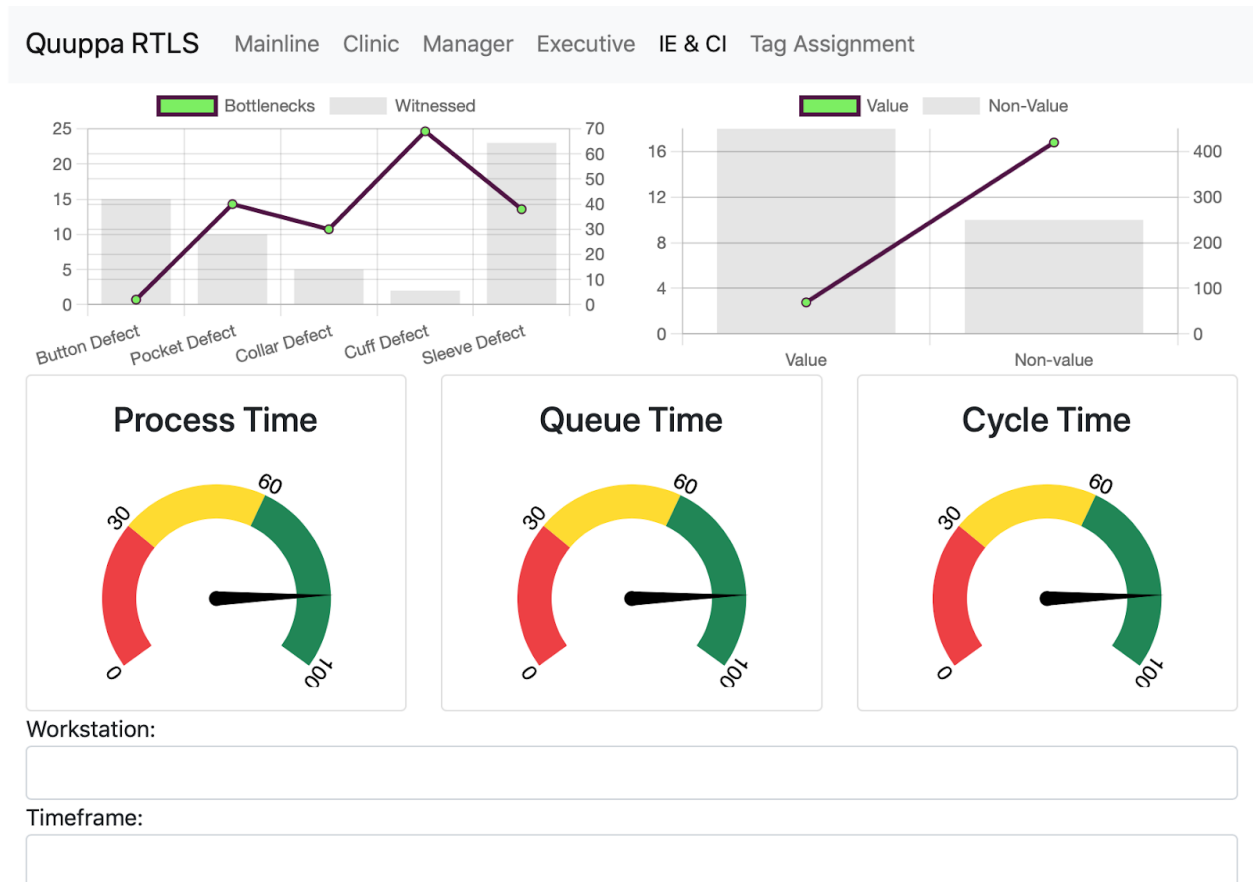 Quuppa RTLS Mainline Clinic Manager Executive IE & CI Tag Assignment
Bottlenecks Witnessed
25
20
15
10
5
0
70
60
50
40
30
20
10
0
Button Defect Pocket Defect Collar Defect Cuff Defect Sleeve Defect
Value Non-Value
16
12
8
4
0
400
300
200
100
0
Value Non-value
Process Time
0 30 60 100
Queue Time
0 30 60 100
Cycle Time
0 30 60 100
Workstation:
Timeframe: